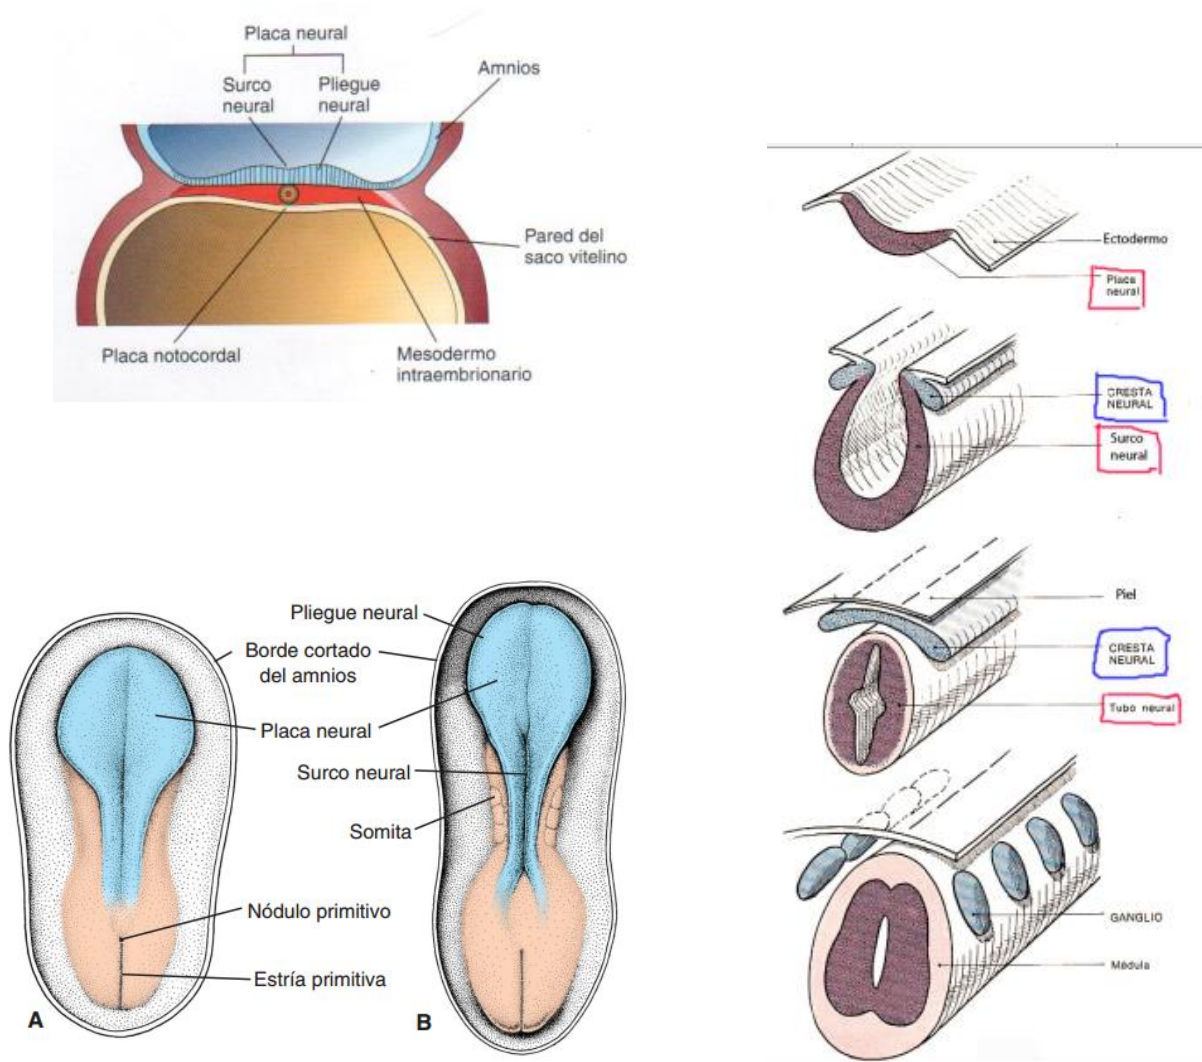 Placa neural
Surco
neural
Pliegue
neural
Amnios
Pared del
saco vitelino
Placa notocordal
Mesodermo
intraembrionario
Ectodermo
Placa
neural
CRESTA
NEURAL
Surco
neural
Piel
CRESTA
NEURAL
Tubo neural
GANGLIO
Médula
Pliegue neural
Borde cortado
del amnios
Placa neural
Surco neural
Somita
Nódulo primitivo
Estría primitiva
A
B